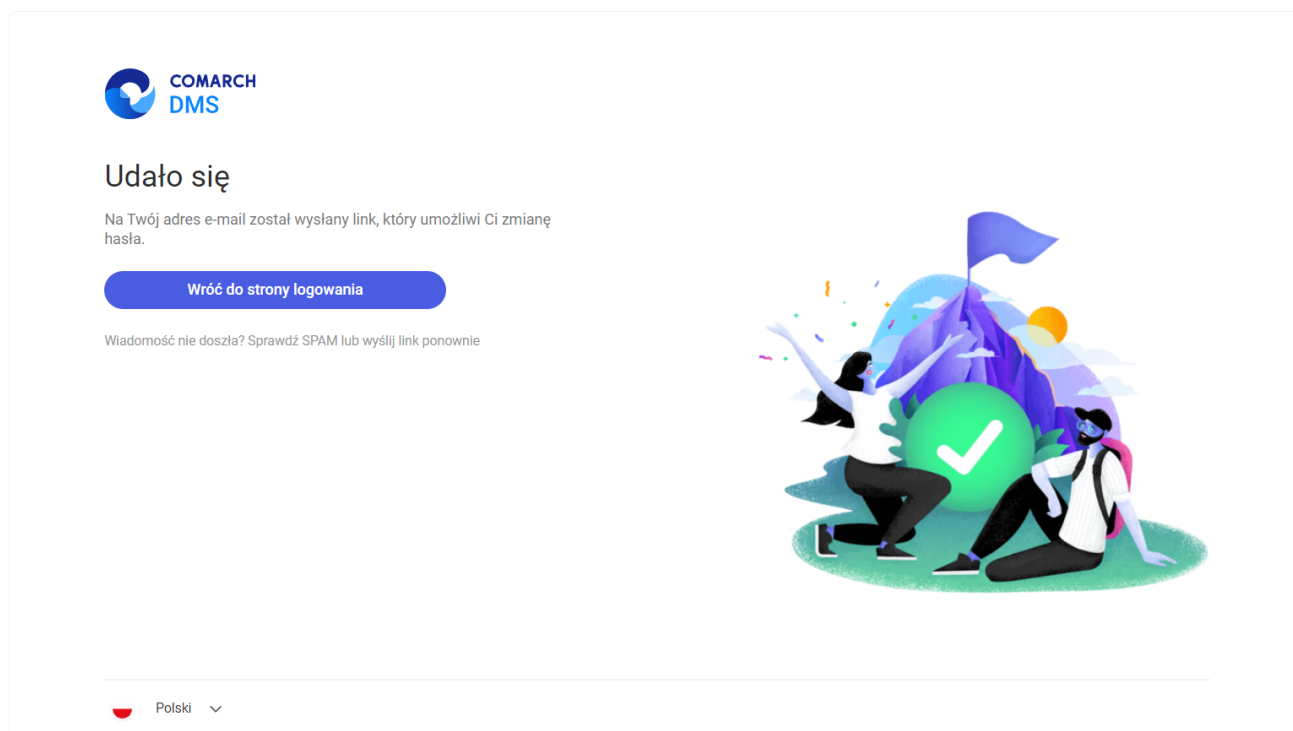 COMARCH
DMS
Udało się
Na Twój adres e-mail został wysłany link, który umożliwi Ci zmianę
hasła.
Wróć do strony logowania
Wiadomość nie doszła? Sprawdź SPAM lub wyślij link ponownie
Polski